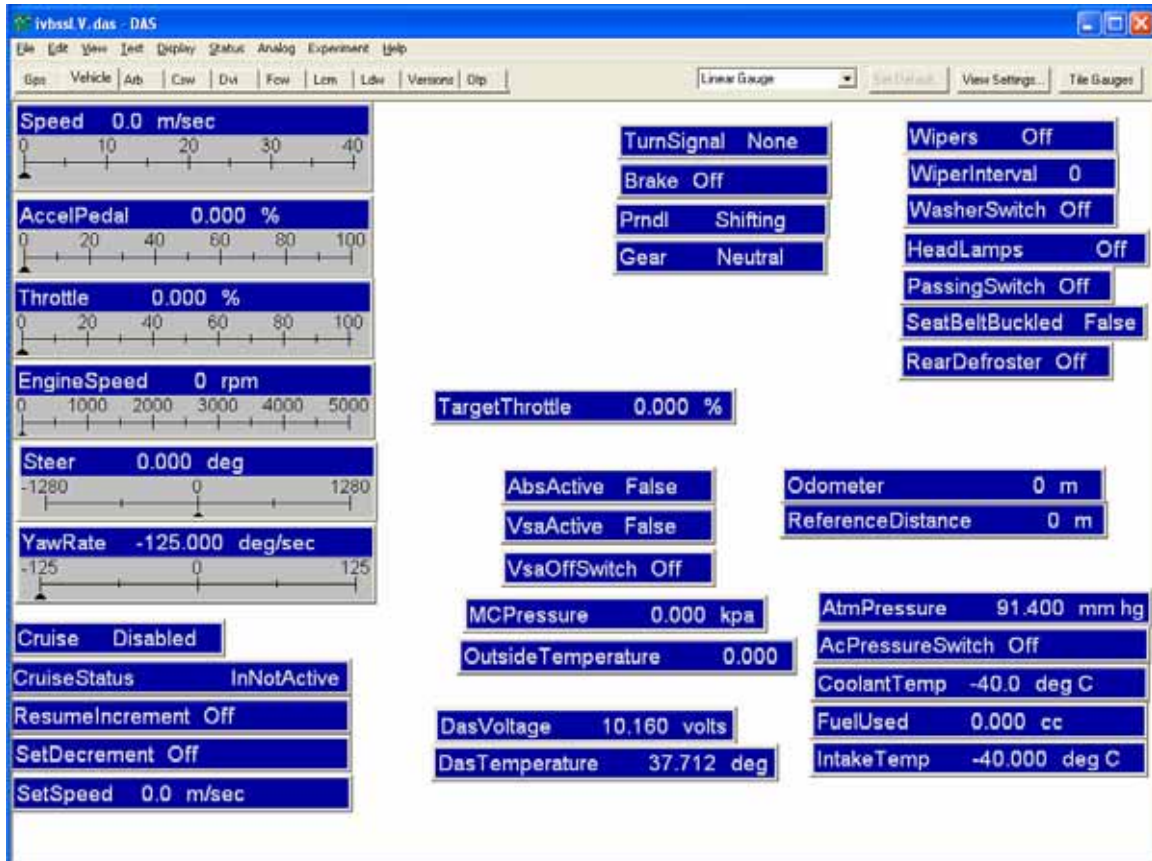 ivbssl.V.das - DAS
File Edit View Test Display Status Analog Experiment Help
Gps Vehicle Arb Csw Dvi Fcw Lcm Ldw Versions Dlp Linear Gauge Set Default... View Settings... Tile Gauges
Speed 0.0 m/sec
0 10 20 30 40
AccelPedal 0.000 %
0 20 40 60 80 100
Throttle 0.000 %
0 20 40 60 80 100
EngineSpeed 0 rpm
0 1000 2000 3000 4000 5000
Steer 0.000 deg
-1280 0 1280
YawRate -125.000 deg/sec
-125 0 125
Cruise Disabled
CruiseStatus InNotActive
ResumeIncrement Off
SetDecrement Off
SetSpeed 0.0 m/sec
TurnSignal None
Brake Off
Prndl Shifting
Gear Neutral
TargetThrottle 0.000 %
AbsActive False
VsaActive False
VsaOffSwitch Off
MCPressure 0.000 kpa
OutsideTemperature 0.000
DasVoltage 10.160 volts
DasTemperature 37.712 deg
Wipers Off
WiperInterval 0
WasherSwitch Off
HeadLamps Off
PassingSwitch Off
SeatBeltBuckled False
RearDefroster Off
Odometer 0 m
ReferenceDistance 0 m
AtmPressure 91.400 mm hg
AcPressureSwitch Off
CoolantTemp -40.0 deg C
FuelUsed 0.000 cc
IntakeTemp -40.000 deg C